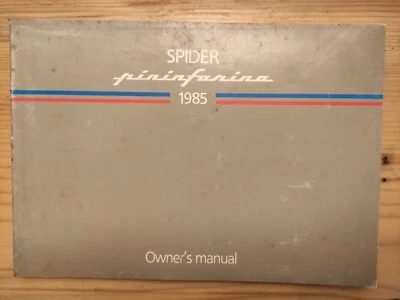 SPIDER
pininfarina
1985
Owner's manual